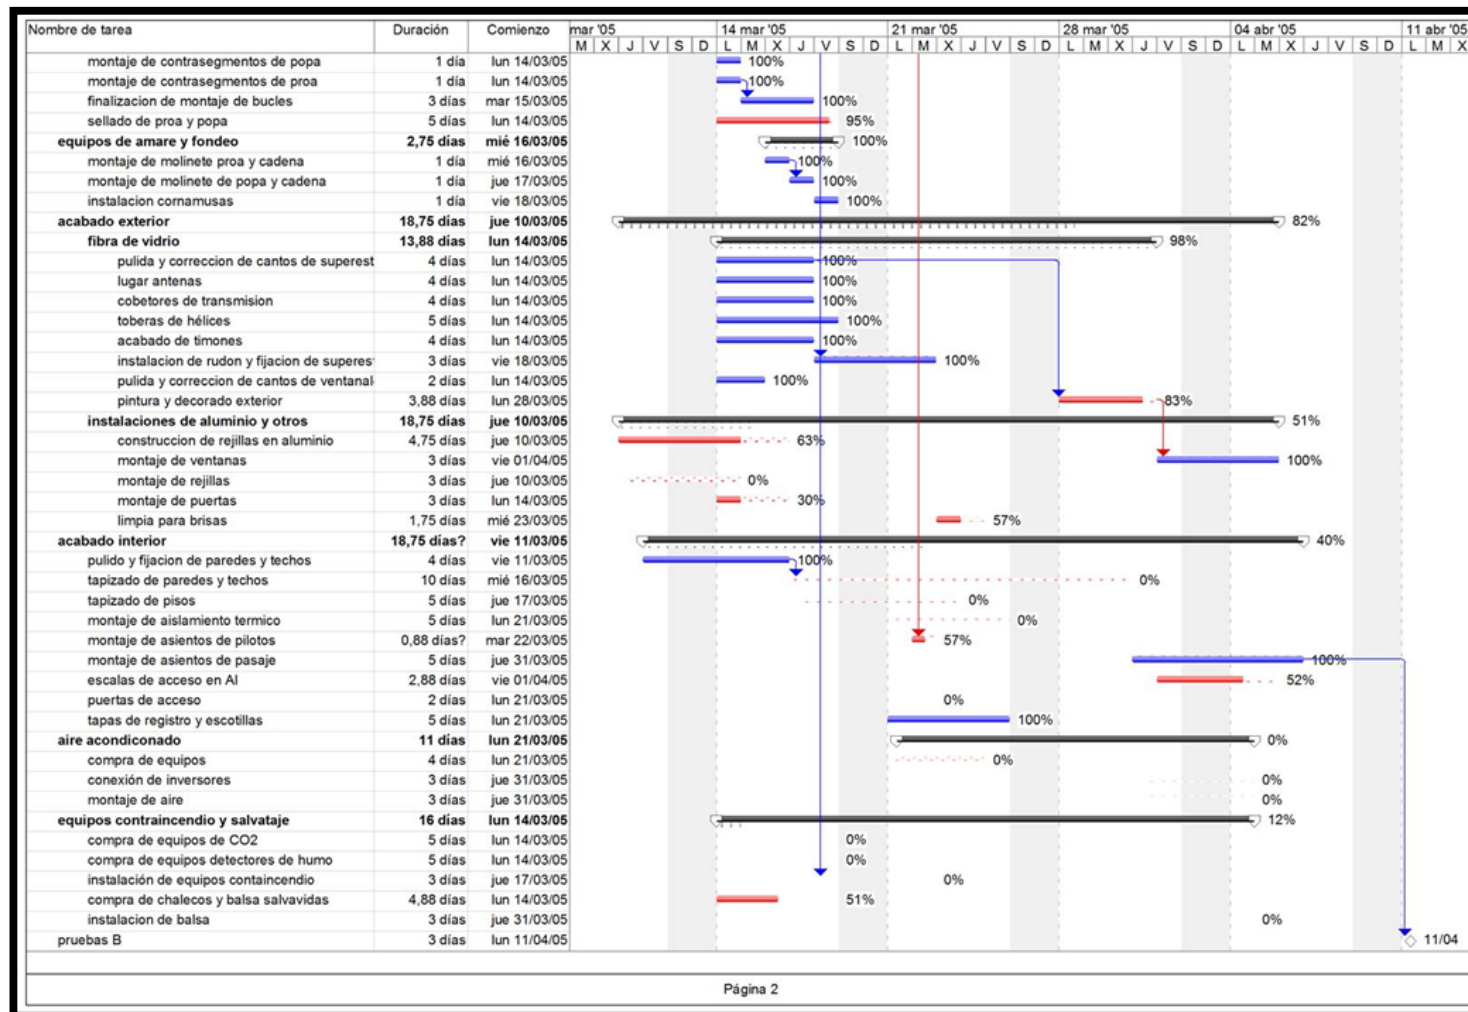 Nombre de tarea Duración Comienzo mar '05 14 mar '05 21 mar '05 28 mar '05 04 abr '05 11 abr '05
M X J V S D L M X J V S D L M X J V S D L M X J V S D L M X J V S D L M X
montaje de contrasegmentos de popa 1 día lun 14/03/05 100%
montaje de contrasegmentos de proa 1 día lun 14/03/05 100%
finalizacion de montaje de bucles 3 días mar 15/03/05 100%
sellado de proa y popa 5 días lun 14/03/05 95%
equipos de amare y fondeo 2,75 días mié 16/03/05 100%
montaje de molinete proa y cadena 1 día mié 16/03/05 100%
montaje de molinete de popa y cadena 1 día jue 17/03/05 100%
instalacion cornamusas 1 día vie 18/03/05 100%
acabado exterior 18,75 días jue 10/03/05 82%
fibra de vidrio 13,88 días lun 14/03/05 98%
pulida y correccion de cantos de superest 4 días lun 14/03/05 100%
lugar antenas 4 días lun 14/03/05 100%
cobetores de transmision 4 días lun 14/03/05 100%
toberas de hélices 5 días lun 14/03/05 100%
acabado de timones 4 días lun 14/03/05 100%
instalacion de rudon y fijacion de superes 3 días vie 18/03/05 100%
pulida y correccion de cantos de ventanal 2 días lun 14/03/05 100%
pintura y decorado exterior 3,88 días lun 28/03/05 83%
instalaciones de aluminio y otros 18,75 días jue 10/03/05 51%
construccion de rejillas en aluminio 4,75 días jue 10/03/05 63%
montaje de ventanas 3 días vie 01/04/05 100%
montaje de rejillas 3 días jue 10/03/05 0%
montaje de puertas 3 días lun 14/03/05 30%
limpia para brisas 1,75 días mié 23/03/05 57%
acabado interior 18,75 días? vie 11/03/05 40%
pulido y fijacion de paredes y techos 4 días vie 11/03/05 100%
tapizado de paredes y techos 10 días mié 16/03/05 0%
tapizado de pisos 5 días jue 17/03/05 0%
montaje de aislamiento termico 5 días lun 21/03/05 0%
montaje de asientos de pilotos 0,88 días? mar 22/03/05 57%
montaje de asientos de pasaje 5 días jue 31/03/05 100%
escalas de acceso en Al 2,88 días vie 01/04/05 52%
puertas de acceso 2 días lun 21/03/05 0%
tapas de registro y escotillas 5 días lun 21/03/05 100%
aire acondiconado 11 días lun 21/03/05 0%
compra de equipos 4 días lun 21/03/05 0%
conexión de inversores 3 días jue 31/03/05 0%
montaje de aire 3 días jue 31/03/05 0%
equipos contraincendio y salvataje 16 días lun 14/03/05 12%
compra de equipos de CO2 5 días lun 14/03/05 0%
compra de equipos detectores de humo 5 días lun 14/03/05 0%
instalación de equipos containcendio 3 días jue 17/03/05 0%
compra de chalecos y balsa salvavidas 4,88 días lun 14/03/05 51%
instalacion de balsa 3 días jue 31/03/05 0%
pruebas B 3 días lun 11/04/05 11/04
Página 2